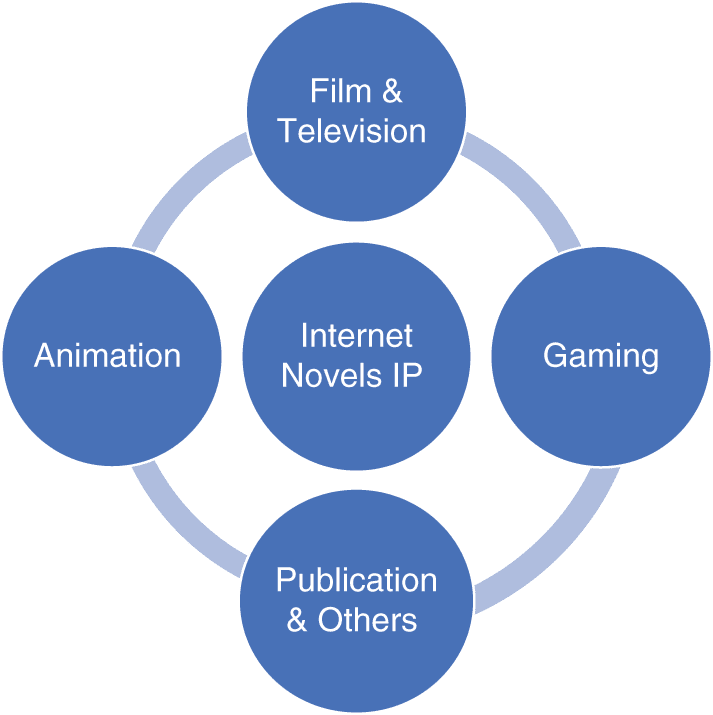 Film &
Television
Animation
Internet
Novels IP
Gaming
Publication
& Others